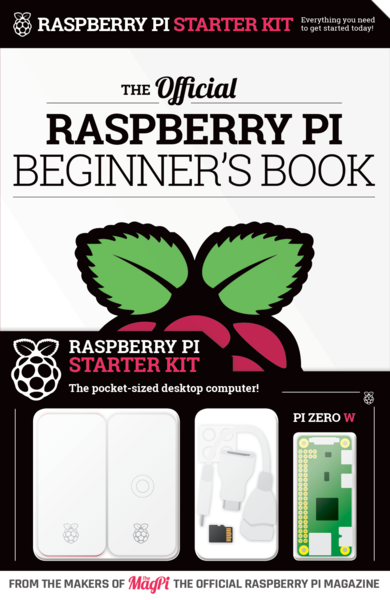 RASPBERRY PI STARTER KIT
Everything you need
to get started today!
THE Official
RASPBERRY PI
BEGINNER'S BOOK
RASPBERRY PI
STARTER KIT
The pocket-sized desktop computer!
PI ZERO W
FROM THE MAKERS OF The MagPi THE OFFICIAL RASPBERRY PI MAGAZINE